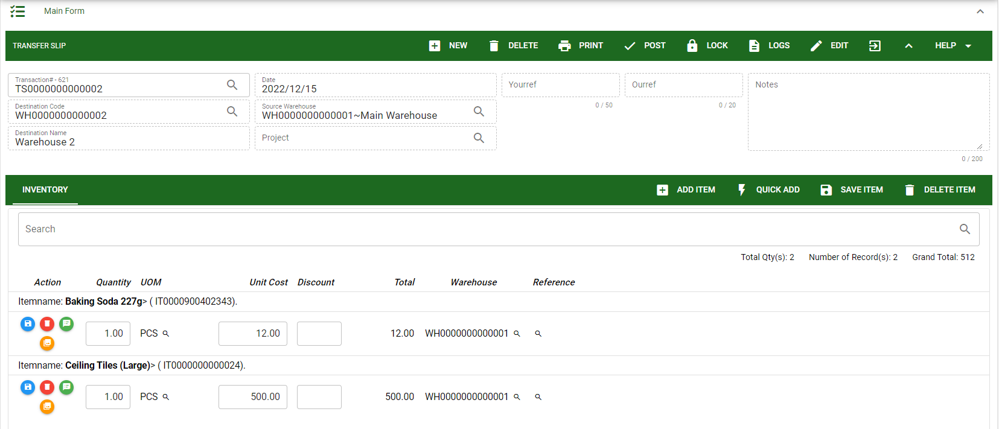 Main Form
TRANSFER SLIP NEW DELETE PRINT POST LOCK LOGS EDIT HELP
Transaction# - 621
TS0000000000002
Date
2022/12/15
Yourref
0 / 50
Ourref
0 / 20
Notes
0 / 200
Destination Code
WH0000000000002
Source Warehouse
WH0000000000001~Main Warehouse
Destination Name
Warehouse 2
Project
INVENTORY ADD ITEM QUICK ADD SAVE ITEM DELETE ITEM
Search
Total Qty(s): 2 Number of Record(s): 2 Grand Total: 512
Action Quantity UOM Unit Cost Discount Total Warehouse Reference
Itemname: Baking Soda 227g> ( IT0000900402343).
1.00 PCS 12.00 12.00 WH0000000000001
Itemname: Ceiling Tiles (Large)> ( IT0000000000024).
1.00 PCS 500.00 500.00 WH0000000000001